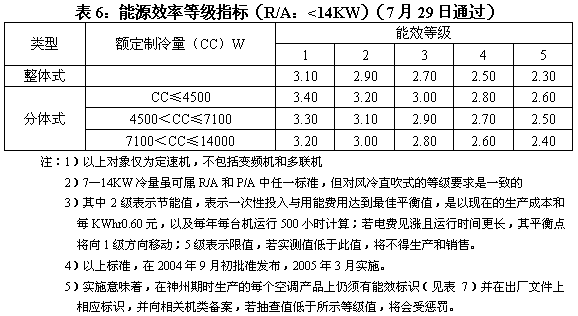 表 6：能源效率等级指标（R/A：<14KW）（7 月 29 日通过）
类型 额定制冷量（CC）W 能效等级
1 2 3 4 5
整体式 3.10 2.90 2.70 2.50 2.30
分体式 CC≤4500 3.40 3.20 3.00 2.80 2.60
4500＜CC≤7100 3.30 3.10 2.90 2.70 2.50
7100＜CC≤14000 3.20 3.00 2.80 2.60 2.40
注：1）以上对象仅为定速机，不包括变频机和多联机
2）7—14KW 冷量虽可属 R/A 和 P/A 中任一标准，但对风冷直吹式的等级要求是一致的
3）其中 2 级表示节能值，表示一次性投入与用能费用达到最佳平衡值，是以现在的生产成本和
每 KWhr0.60 元，以及每年每台机运行 500 小时计算；若电费见涨且运行时间更长，其平衡点
将向 1 级方向移动；5 级表示限值，若实测值低于此值，将不得生产和销售。
4）以上标准，在 2004 年 9 月初批准发布，2005 年 3 月实施。
5）实施意味着，在神州期时生产的每个空调产品上仍须有能效标识（见表 7）并在出厂文件上
相应标识，并向相关机类备案，若抽查值低于所示等级值，将会受惩罚。